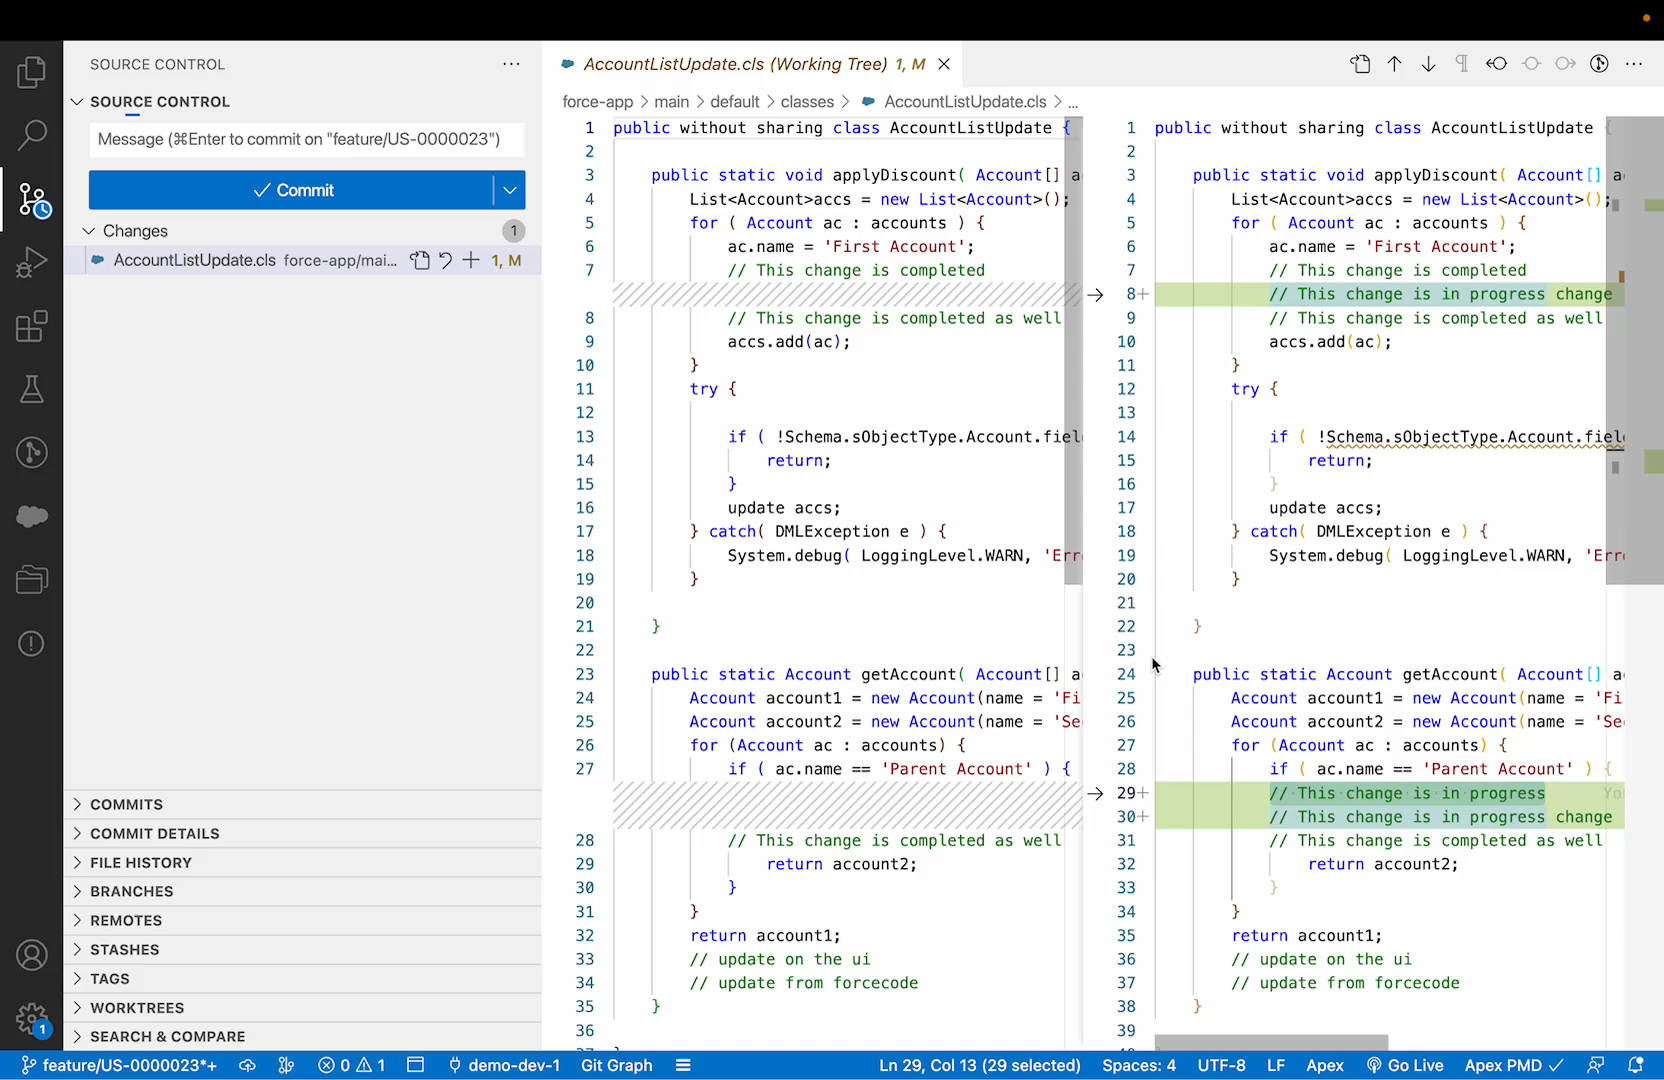 SOURCE CONTROL
SOURCE CONTROL
Message (⌘Enter to commit on "feature/US-0000023")
Commit
Changes
1
AccountListUpdate.cls force-app/mai... 1, M
COMMITS
COMMIT DETAILS
FILE HISTORY
BRANCHES
REMOTES
STASHES
TAGS
WORKTREES
SEARCH & COMPARE
1
AccountListUpdate.cls (Working Tree) 1, M
force-app > main > default > classes > AccountListUpdate.cls > ...
1 public without sharing class AccountListUpdate {
2
3 public static void applyDiscount( Account[] a
4 List<Account>accs = new List<Account>();
5 for ( Account ac : accounts ) {
6 ac.name = 'First Account';
7 // This change is completed
8 // This change is completed as well
9 accs.add(ac);
10 }
11 try {
12
13 if ( !Schema.sObjectType.Account.fiel
14 return;
15 }
16 update accs;
17 } catch( DMLException e ) {
18 System.debug( LoggingLevel.WARN, 'Err
19 }
20
21 }
22
23 public static Account getAccount( Account[] a
24 Account account1 = new Account(name = 'Fi
25 Account account2 = new Account(name = 'Se
26 for (Account ac : accounts) {
27 if ( ac.name == 'Parent Account' ) {
28 // This change is completed as well
29 return account2;
30 }
31 }
32 return account1;
33 // update on the ui
34 // update from forcecode
35 }
36
1 public without sharing class AccountListUpdate {
2
3 public static void applyDiscount( Account[] a
4 List<Account>accs = new List<Account>();
5 for ( Account ac : accounts ) {
6 ac.name = 'First Account';
7 // This change is completed
8+ // This change is in progress change
9 // This change is completed as well
10 accs.add(ac);
11 }
12 try {
13
14 if ( !Schema.sObjectType.Account.fiel
15 return;
16 }
17 update accs;
18 } catch( DMLException e ) {
19 System.debug( LoggingLevel.WARN, 'Err
20 }
21
22 }
23
24 public static Account getAccount( Account[] a
25 Account account1 = new Account(name = 'Fi
26 Account account2 = new Account(name = 'Se
27 for (Account ac : accounts) {
28 if ( ac.name == 'Parent Account' ) {
29+ // This change is in progress Yo
30+ // This change is in progress change
31 // This change is completed as well
32 return account2;
33 }
34 }
35 return account1;
36 // update on the ui
37 // update from forcecode
38 }
39
feature/US-0000023*+ 0 1 demo-dev-1 Git Graph Ln 29, Col 13 (29 selected) Spaces: 4 UTF-8 LF Apex Go Live Apex PMD